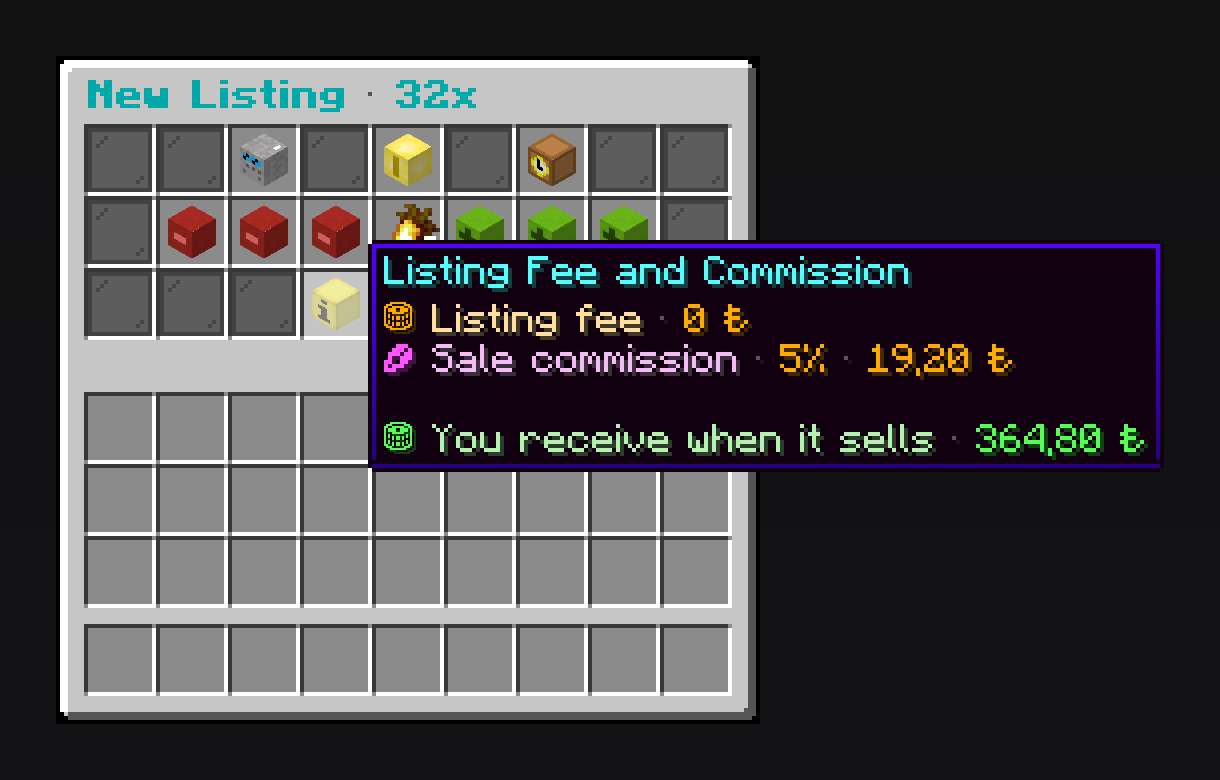 New Listing · 32x
Listing Fee and Commission
Listing fee · 0 ₺
Sale commission · 5% · 19,20 ₺
You receive when it sells · 364,80 ₺